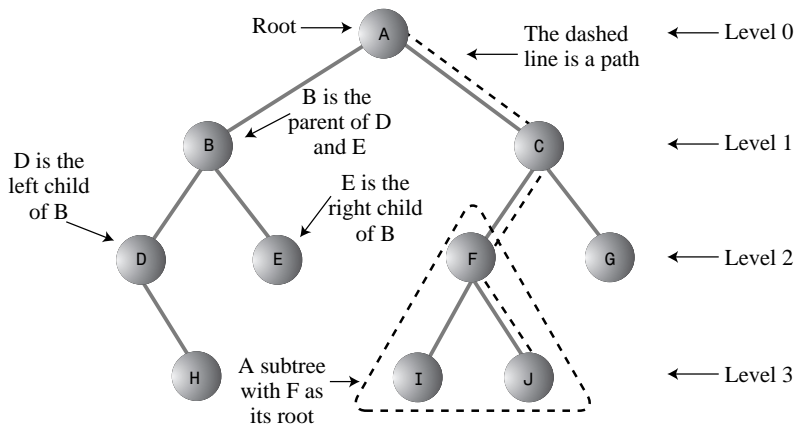 Root
A
The dashed
line is a path
Level 0
B is the
parent of D
and E
B
C
Level 1
D is the
left child
of B
E is the
right child
of B
D
E
F
G
Level 2
A subtree
with F as
its root
H
I
J
Level 3